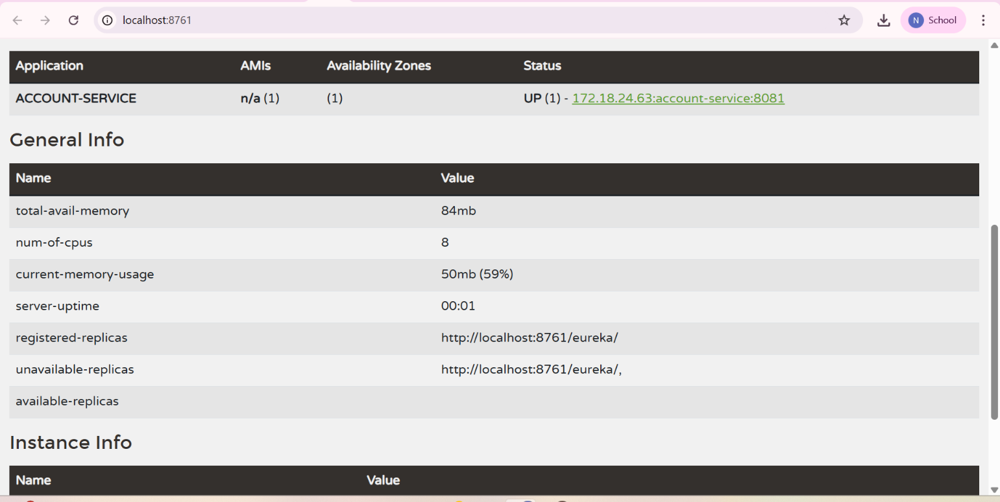 localhost:8761
N School
Application AMIs Availability Zones Status
ACCOUNT-SERVICE n/a (1) (1) UP (1) - 172.18.24.63:account-service:8081
General Info
Name Value
total-avail-memory 84mb
num-of-cpus 8
current-memory-usage 50mb (59%)
server-uptime 00:01
registered-replicas http://localhost:8761/eureka/
unavailable-replicas http://localhost:8761/eureka/,
available-replicas
Instance Info
Name Value